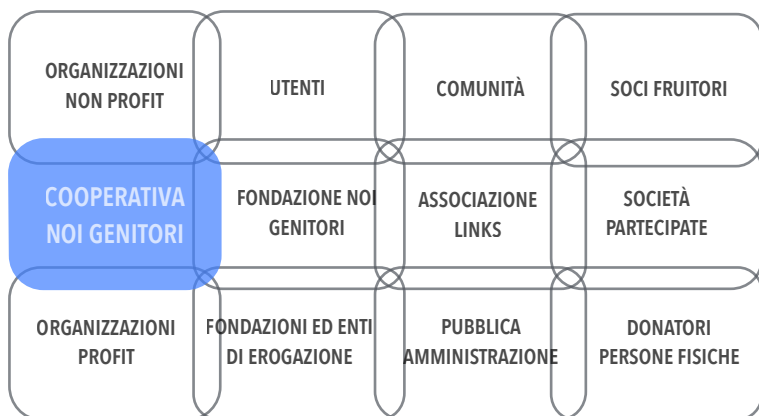 ORGANIZZAZIONI
NON PROFIT
UTENTI
COMUNITÀ
SOCI FRUITORI
COOPERATIVA
NOI GENITORI
FONDAZIONE NOI
GENITORI
ASSOCIAZIONE
LINKS
SOCIETÀ
PARTECIPATE
ORGANIZZAZIONI
PROFIT
FONDAZIONI ED ENTI
DI EROGAZIONE
PUBBLICA
AMMINISTRAZIONE
DONATORI
PERSONE FISICHE